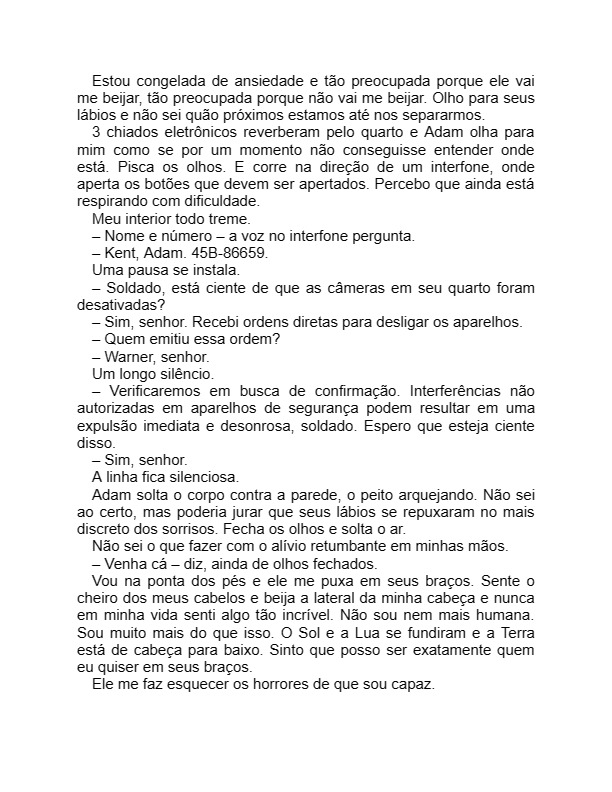 Estou congelada de ansiedade e tão preocupada porque ele vai
me beijar, tão preocupada porque não vai me beijar. Olho para seus
lábios e não sei quão próximos estamos até nos separarmos.
3 chiados eletrônicos reverberam pelo quarto e Adam olha para
mim como se por um momento não conseguisse entender onde
está. Pisca os olhos. E corre na direção de um interfone, onde
aperta os botões que devem ser apertados. Percebo que ainda está
respirando com dificuldade.
Meu interior todo treme.
– Nome e número – a voz no interfone pergunta.
– Kent, Adam. 45B-86659.
Uma pausa se instala.
– Soldado, está ciente de que as câmeras em seu quarto foram
desativadas?
– Sim, senhor. Recebi ordens diretas para desligar os aparelhos.
– Quem emitiu essa ordem?
– Warner, senhor.
Um longo silêncio.
– Verificaremos em busca de confirmação. Interferências não
autorizadas em aparelhos de segurança podem resultar em uma
expulsão imediata e desonrosa, soldado. Espero que esteja ciente
disso.
– Sim, senhor.
A linha fica silenciosa.
Adam solta o corpo contra a parede, o peito arquejando. Não sei
ao certo, mas poderia jurar que seus lábios se repuxaram no mais
discreto dos sorrisos. Fecha os olhos e solta o ar.
Não sei o que fazer com o alívio retumbante em minhas mãos.
– Venha cá – diz, ainda de olhos fechados.
Vou na ponta dos pés e ele me puxa em seus braços. Sente o
cheiro dos meus cabelos e beija a lateral da minha cabeça e nunca
em minha vida senti algo tão incrível. Não sou nem mais humana.
Sou muito mais do que isso. O Sol e a Lua se fundiram e a Terra
está de cabeça para baixo. Sinto que posso ser exatamente quem
eu quiser em seus braços.
Ele me faz esquecer os horrores de que sou capaz.